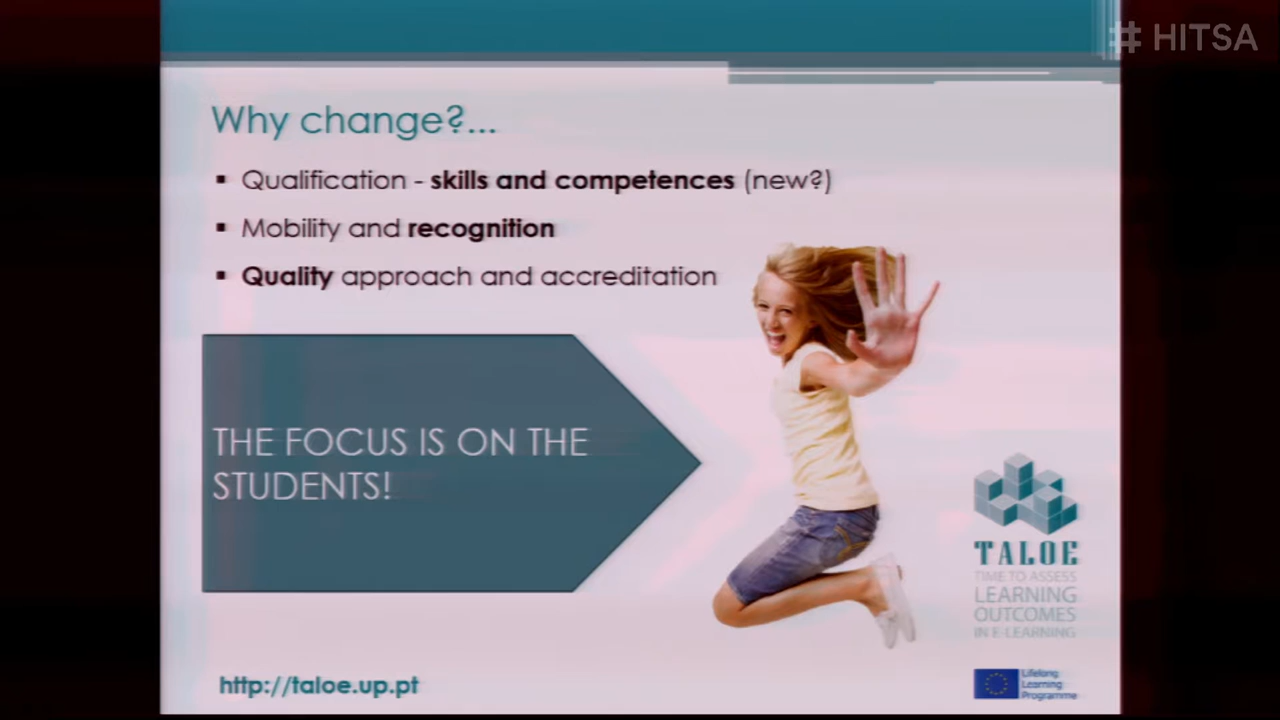 # HITSA
Why change?...
▪ Qualification - skills and competences (new?)
▪ Mobility and recognition
▪ Quality approach and accreditation
THE FOCUS IS ON THE
STUDENTS!
TALOE
TIME TO ASSESS
LEARNING
OUTCOMES
IN E-LEARNING
http://taloe.up.pt
Lifelong
Learning
Programme